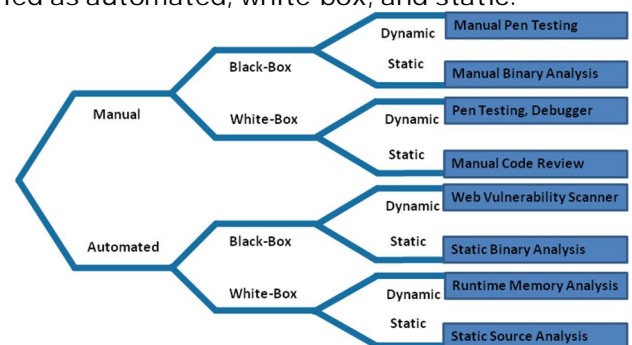 as automated, white box, and static.
Dynamic
Manual Pen Testing
Black-Box
Static
Manual Binary Analysis
Manual
White-Box
Dynamic
Pen Testing, Debugger
Static
Manual Code Review
Automated
Black-Box
Dynamic
Web Vulnerability Scanner
Static
Static Binary Analysis
White-Box
Dynamic
Runtime Memory Analysis
Static
Static Source Analysis